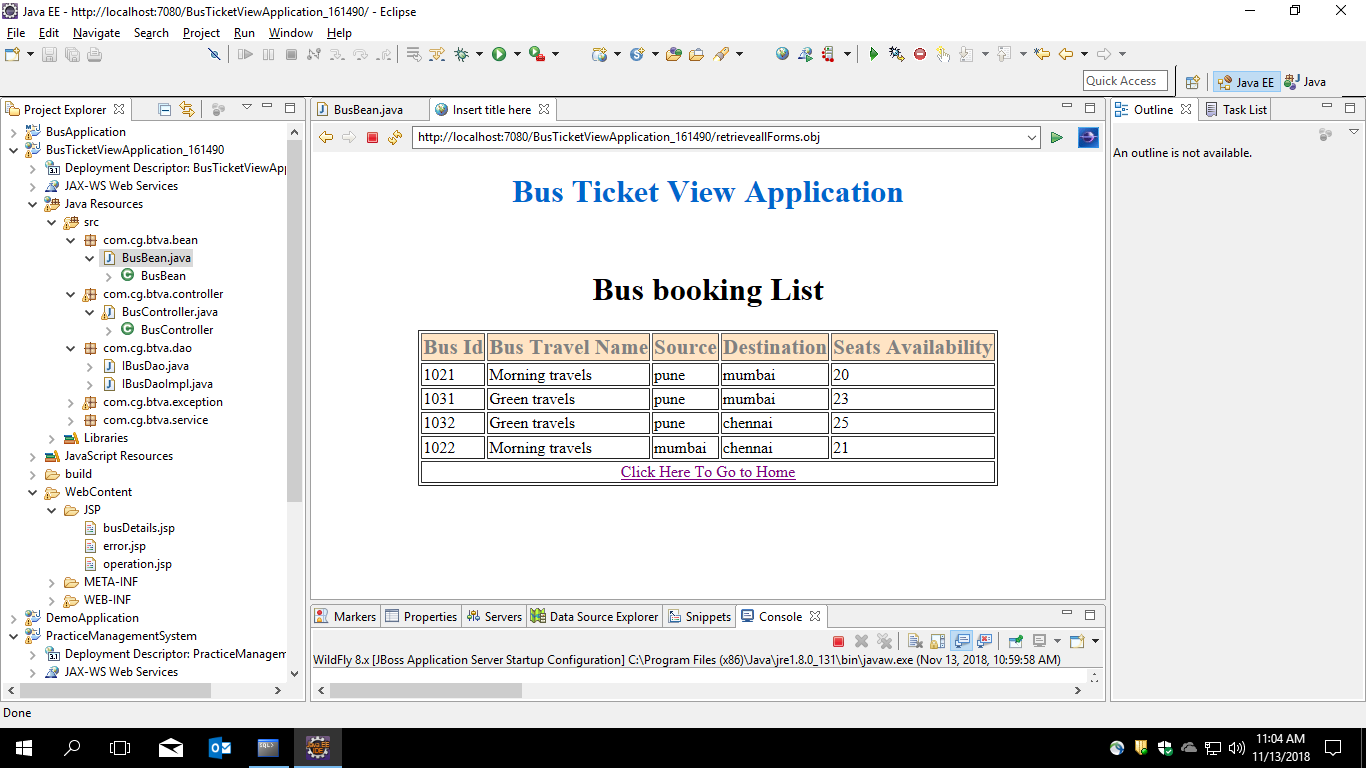 Java EE - http://localhost:7080/BusTicketViewApplication_161490/ - Eclipse
File Edit Navigate Search Project Run Window Help
Quick Access
Java EE
Java
Project Explorer
BusApplication
BusTicketViewApplication_161490
Deployment Descriptor: BusTicketViewApp
JAX-WS Web Services
Java Resources
src
com.cg.btva.bean
BusBean.java
BusBean
com.cg.btva.controller
BusController.java
BusController
com.cg.btva.dao
IBusDao.java
IBusDaoImpl.java
com.cg.btva.exception
com.cg.btva.service
Libraries
JavaScript Resources
build
WebContent
JSP
busDetails.jsp
error.jsp
operation.jsp
META-INF
WEB-INF
DemoApplication
PracticeManagementSystem
Deployment Descriptor: PracticeManagem
JAX-WS Web Services
BusBean.java
Insert title here
http://localhost:7080/BusTicketViewApplication_161490/retrieveallForms.obj
Bus Ticket View Application
Bus booking List
Bus Id Bus Travel Name Source Destination Seats Availability
1021 Morning travels pune mumbai 20
1031 Green travels pune mumbai 23
1032 Green travels pune chennai 25
1022 Morning travels mumbai chennai 21
Click Here To Go to Home
Markers Properties Servers Data Source Explorer Snippets Console
WildFly 8.x [JBoss Application Server Startup Configuration] C:\Program Files (x86)\Java\jre1.8.0_131\bin\javaw.exe (Nov 13, 2018, 10:59:58 AM)
Outline
Task List
An outline is not available.
Done
11:04 AM
11/13/2018